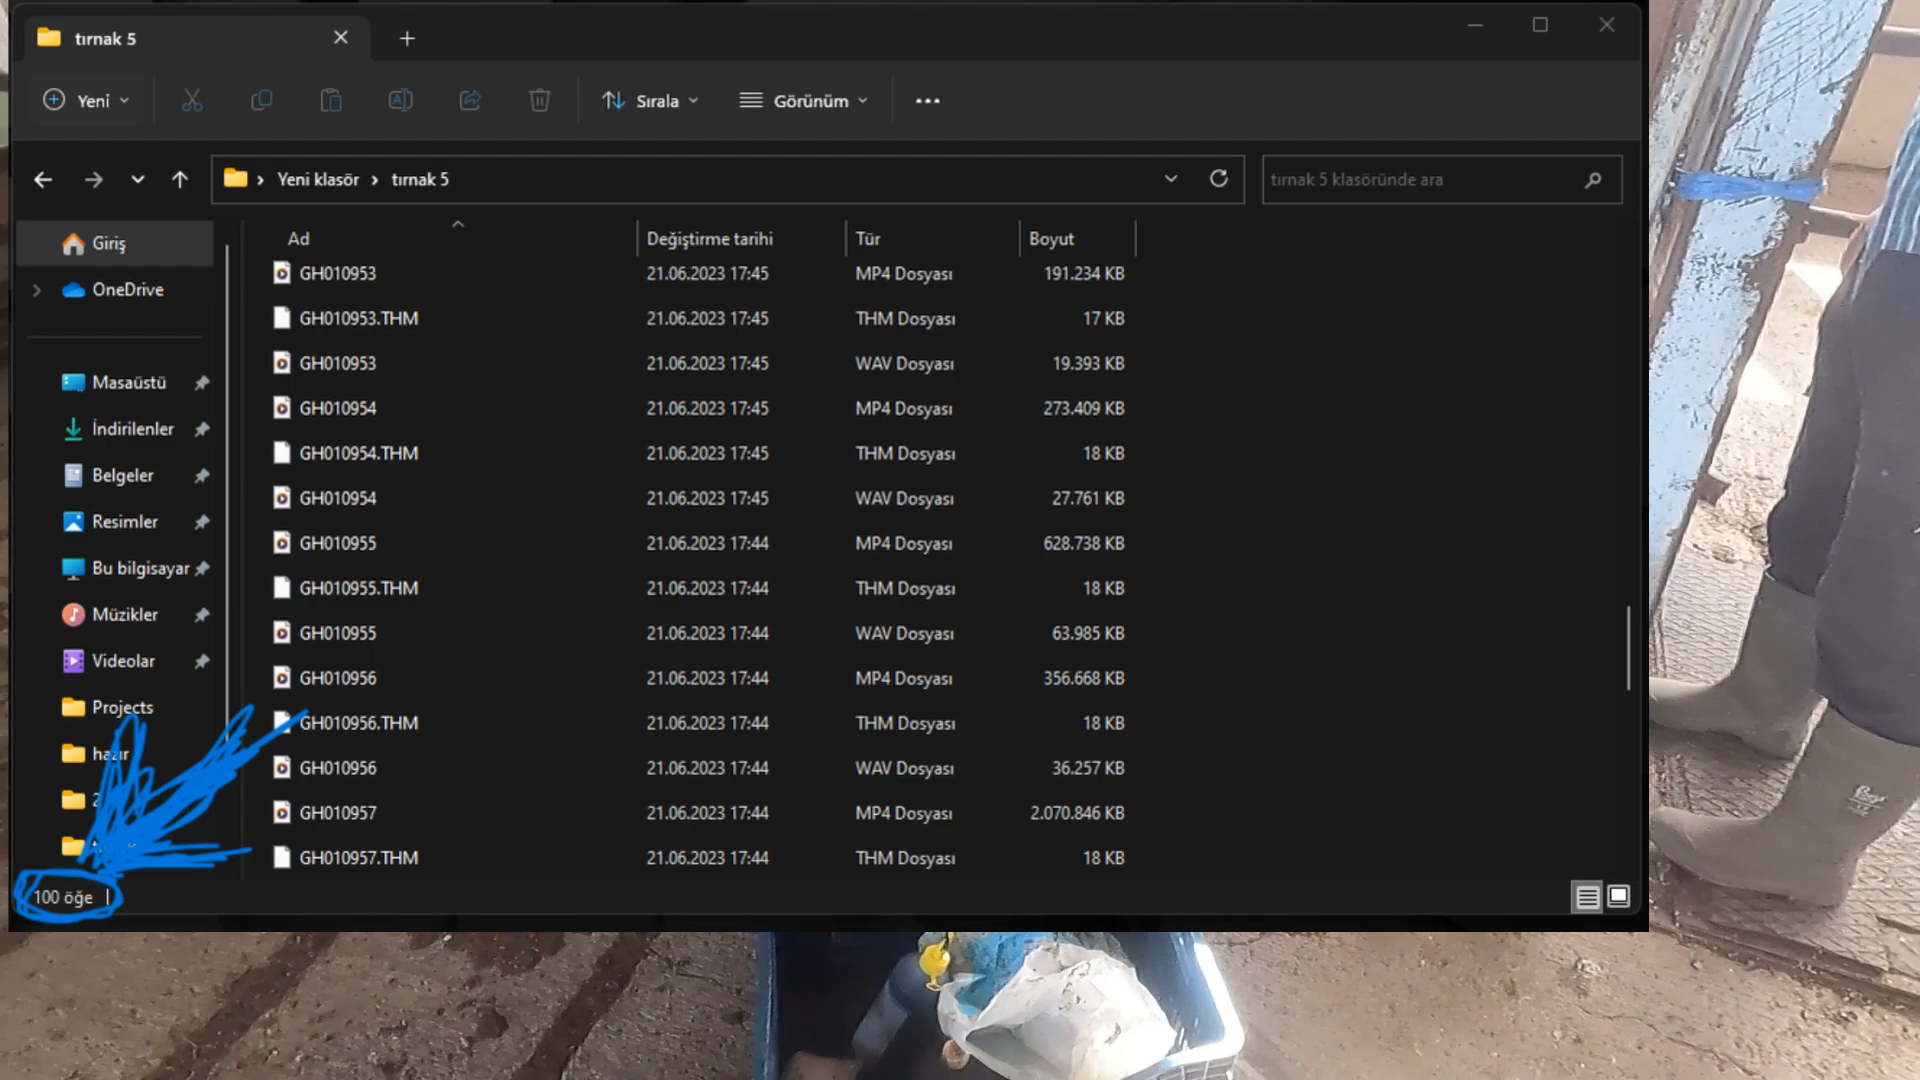 tırnak 5
Yeni
Sırala
Görünüm
Yeni klasör
tırnak 5
tırnak 5 klasöründe ara
Giriş
OneDrive
Masaüstü
İndirilenler
Belgeler
Resimler
Bu bilgisayar
Müzikler
Videolar
Projects
hazır
Ad Değiştirme tarihi Tür Boyut
GH010953 21.06.2023 17:45 MP4 Dosyası 191.234 KB
GH010953.THM 21.06.2023 17:45 THM Dosyası 17 KB
GH010953 21.06.2023 17:45 WAV Dosyası 19.393 KB
GH010954 21.06.2023 17:45 MP4 Dosyası 273.409 KB
GH010954.THM 21.06.2023 17:45 THM Dosyası 18 KB
GH010954 21.06.2023 17:45 WAV Dosyası 27.761 KB
GH010955 21.06.2023 17:44 MP4 Dosyası 628.738 KB
GH010955.THM 21.06.2023 17:44 THM Dosyası 18 KB
GH010955 21.06.2023 17:44 WAV Dosyası 63.985 KB
GH010956 21.06.2023 17:44 MP4 Dosyası 356.668 KB
GH010956.THM 21.06.2023 17:44 THM Dosyası 18 KB
GH010956 21.06.2023 17:44 WAV Dosyası 36.257 KB
GH010957 21.06.2023 17:44 MP4 Dosyası 2.070.846 KB
GH010957.THM 21.06.2023 17:44 THM Dosyası 18 KB
100 öğe